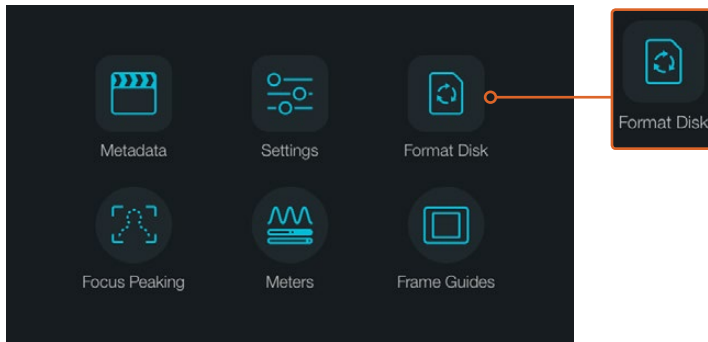 Metadata
Settings
Format Disk
Format Disk
Focus Peaking
Meters
Frame Guides